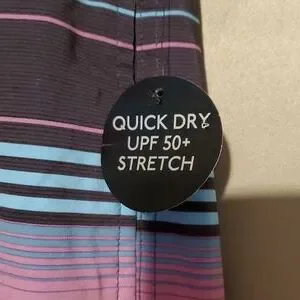 QUICK DRY
UPF 50+
STRETCH